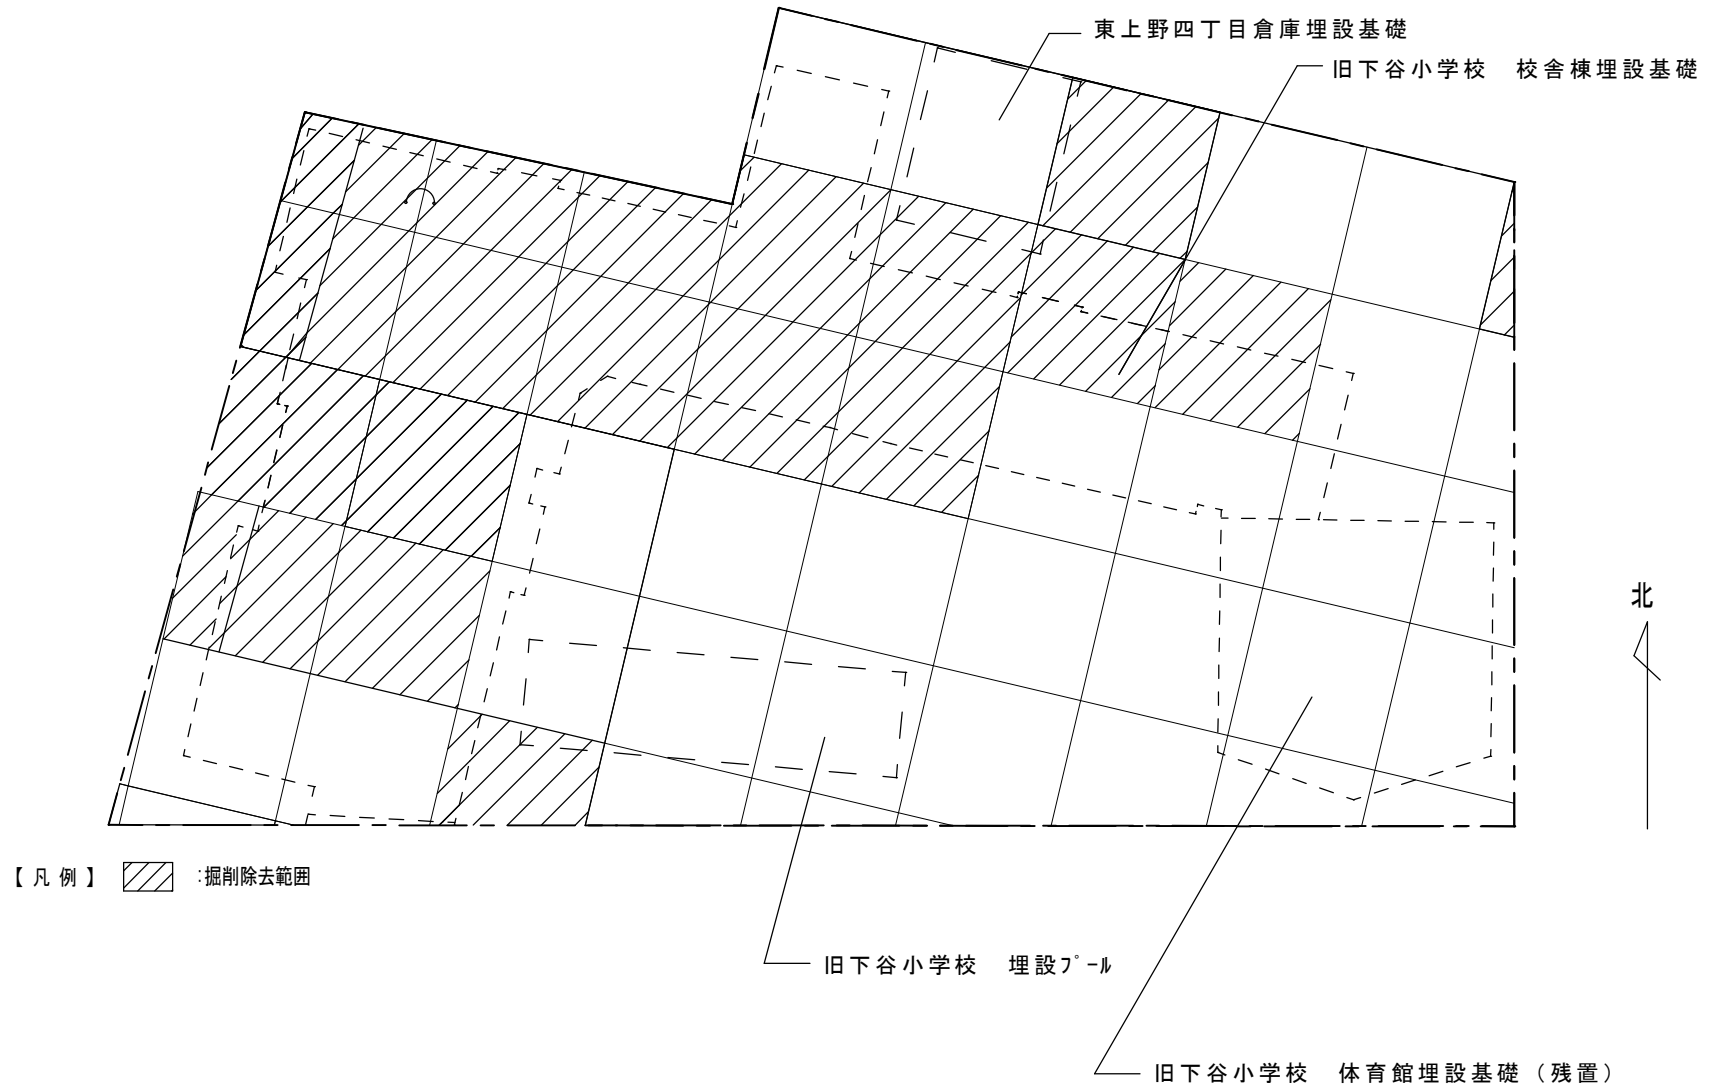 東上野四丁目倉庫埋設基礎
旧下谷小学校　校舎棟埋設基礎
北
【凡例】 :掘削除去範囲
旧下谷小学校　埋設ﾌﾟｰﾙ
旧下谷小学校　体育館埋設基礎（残置）